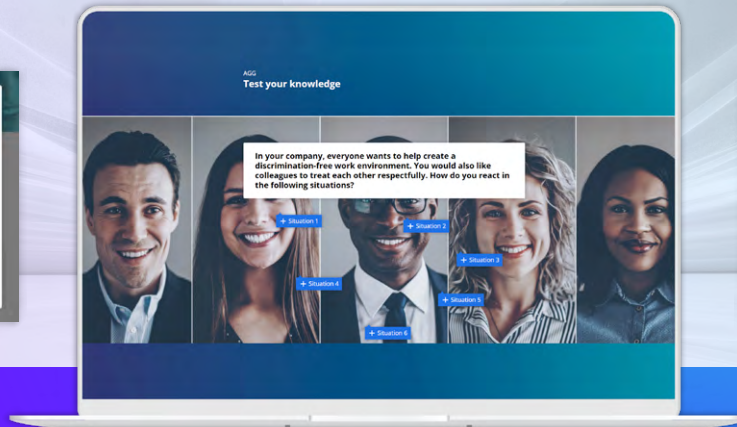 AGG
Test your knowledge
In your company, everyone wants to help create a
discrimination-free work environment. You would also like
colleagues to treat each other respectfully. How do you react in
the following situations?
+ Situation 1
+ Situation 2
+ Situation 3
+ Situation 4
+ Situation 5
+ Situation 6